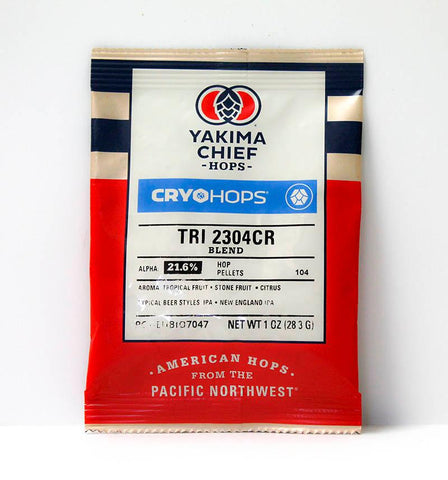 YAKIMA
CHIEF
-HOPS-
CRYOHOPS®
TRI 2304CR
BLEND
ALPHA 21.6% HOP PELLETS 104
AROMA TROPICAL FRUIT • STONE FRUIT • CITRUS
TYPICAL BEER STYLES IPA • NEW ENGLAND IPA
NET WT 1 OZ (28.3 G)
· AMERICAN HOPS ·
FROM THE
PACIFIC NORTHWEST®